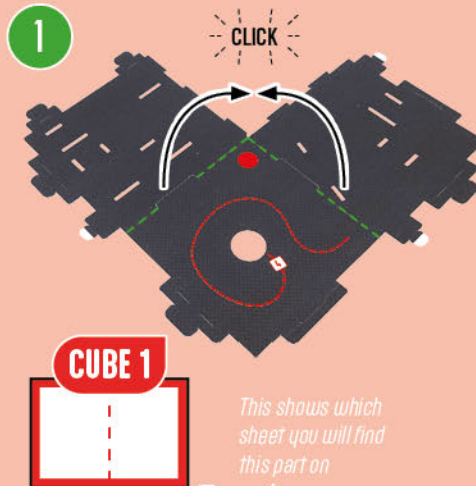 1
CLICK
CUBE 1
This shows which
sheet you will find
this part on